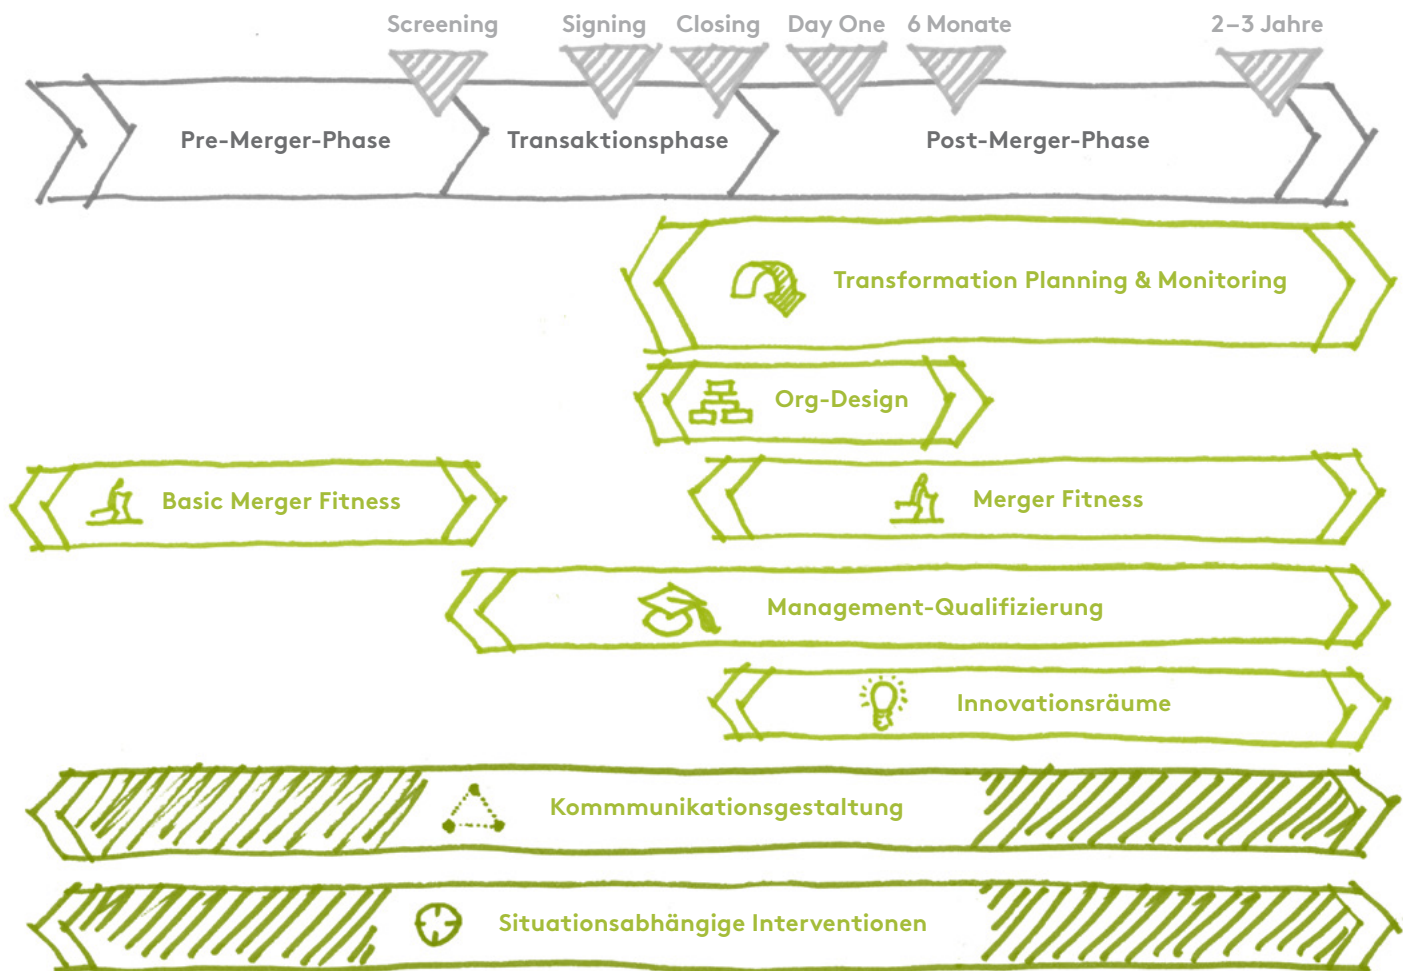 Screening Signing Closing Day One 6 Monate 2–3 Jahre
Pre-Merger-Phase Transaktionsphase Post-Merger-Phase
Transformation Planning & Monitoring
Org-Design
Basic Merger Fitness Merger Fitness
Management-Qualifizierung
Innovationsräume
Kommmunikationsgestaltung
Situationsabhängige Interventionen